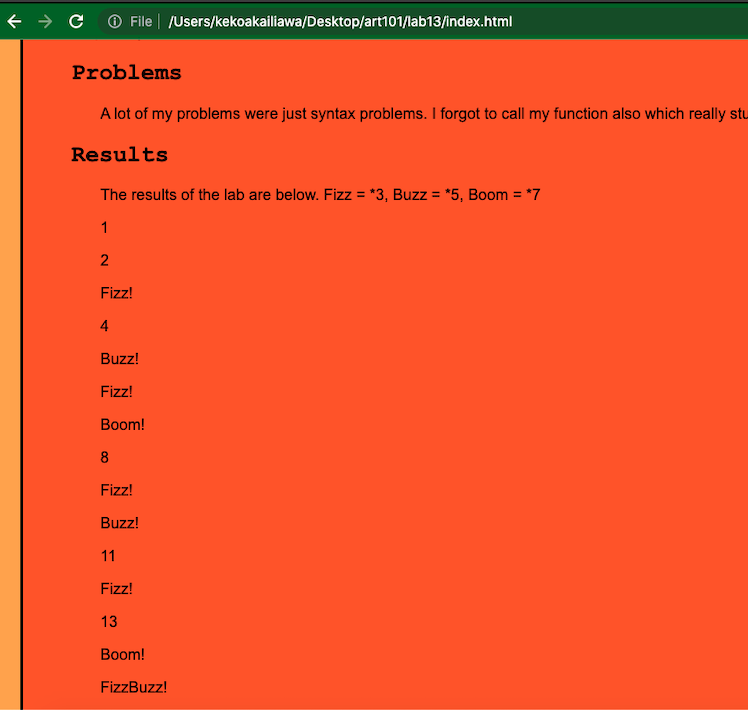 File | /Users/kekoakailiawa/Desktop/art101/lab13/index.html
Problems
A lot of my problems were just syntax problems. I forgot to call my function also which really
Results
The results of the lab are below. Fizz = *3, Buzz = *5, Boom = *7
1
2
Fizz!
4
Buzz!
Fizz!
Boom!
8
Fizz!
Buzz!
11
Fizz!
13
Boom!
FizzBuzz!